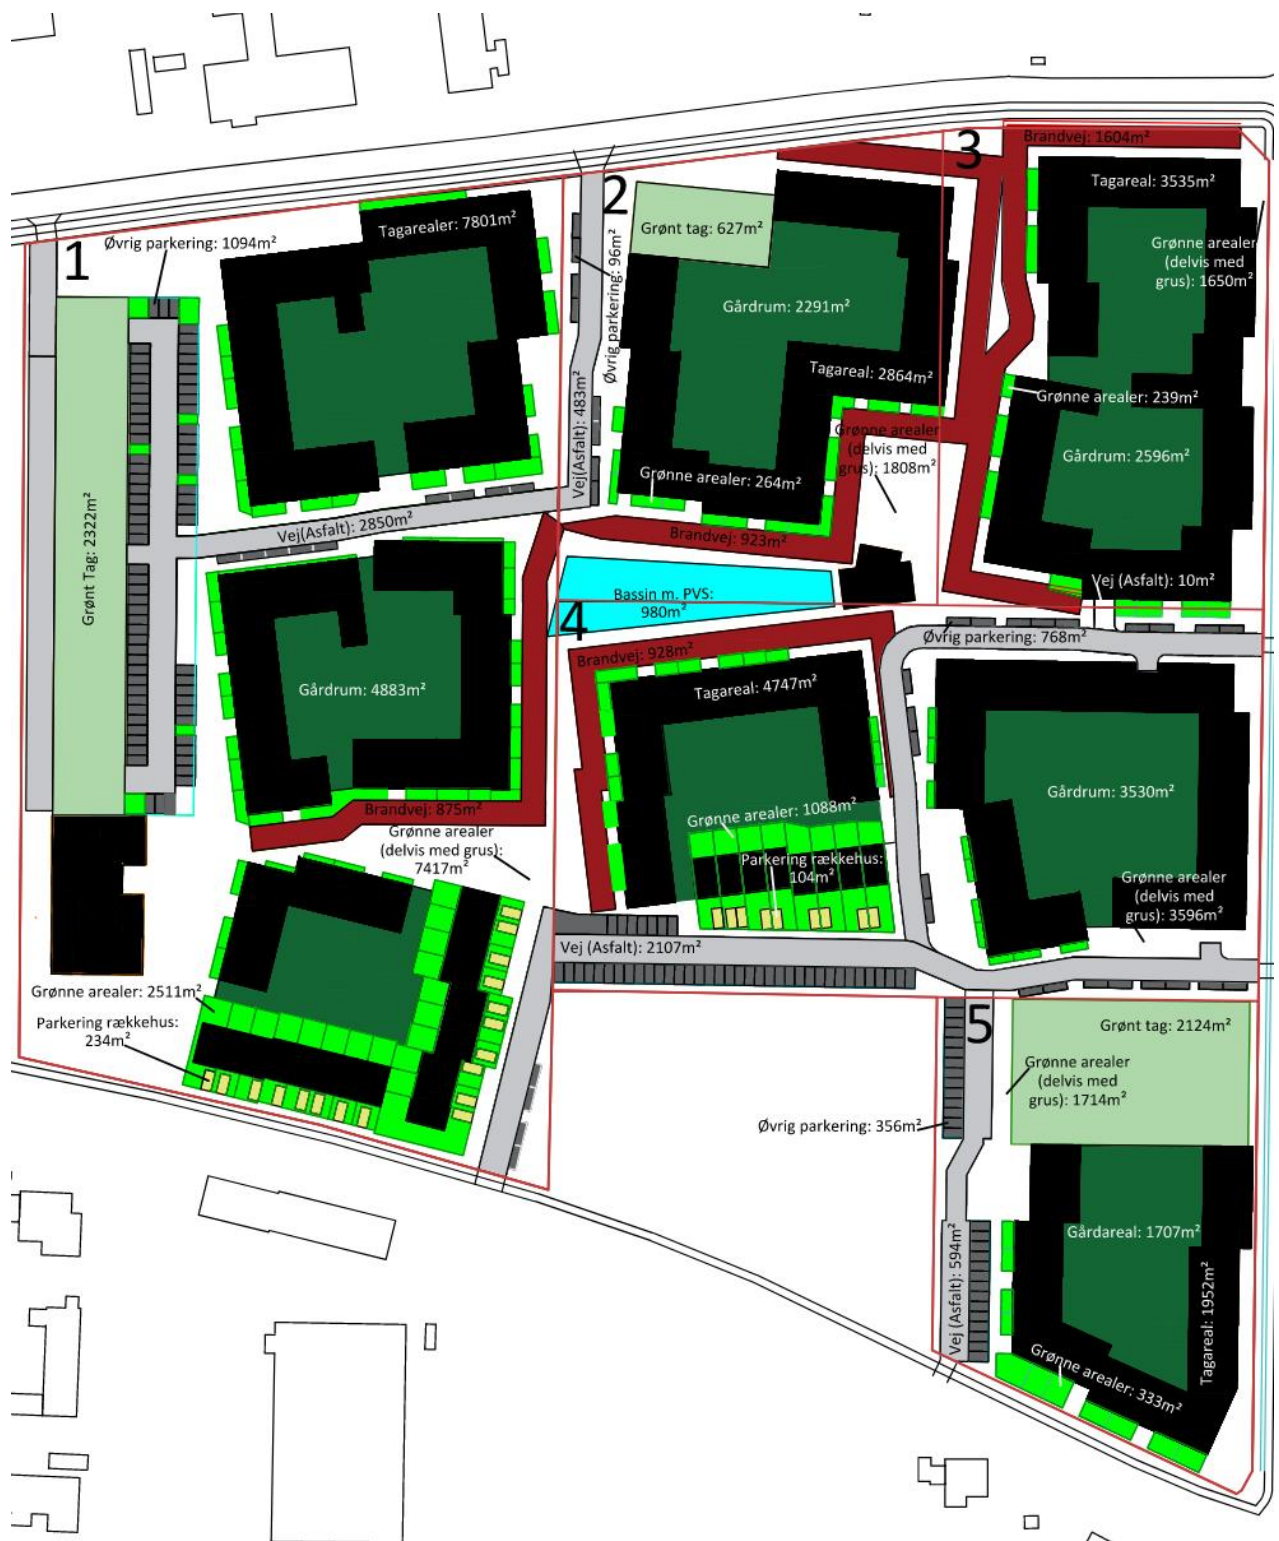 1
Øvrig parkering: 1094m²
Tagarealer: 7801m²
Grønt Tag: 2322m²
Vej(Asfalt): 2850m²
Gårdrum: 4883m²
Brandvej: 875m²
Grønne arealer
(delvis med grus):
7417m²
Grønne arealer: 2511m²
Parkering rækkehus:
234m²
2
Øvrig parkering: 96m²
Vej(Asfalt): 483m²
Grønt tag: 627m²
Gårdrum: 2291m²
Tagareal: 2864m²
Grønne arealer
(delvis med
grus): 1808m²
Grønne arealer: 264m²
Brandvej: 923m²
Bassin m. PVS:
980m²
3
Brandvej: 1604m²
Tagareal: 3535m²
Grønne arealer
(delvis med
grus): 1650m²
Grønne arealer: 239m²
Gårdrum: 2596m²
Vej (Asfalt): 10m²
4
Øvrig parkering: 768m²
Brandvej: 928m²
Tagareal: 4747m²
Gårdrum: 3530m²
Grønne arealer: 1088m²
Parkering rækkehus:
104m²
Grønne arealer
(delvis med
grus): 3596m²
Vej (Asfalt): 2107m²
5
Grønt tag: 2124m²
Grønne arealer
(delvis med
grus): 1714m²
Øvrig parkering: 356m²
Gårdareal: 1707m²
Vej (Asfalt): 594m²
Tagareal: 1952m²
Grønne arealer: 333m²